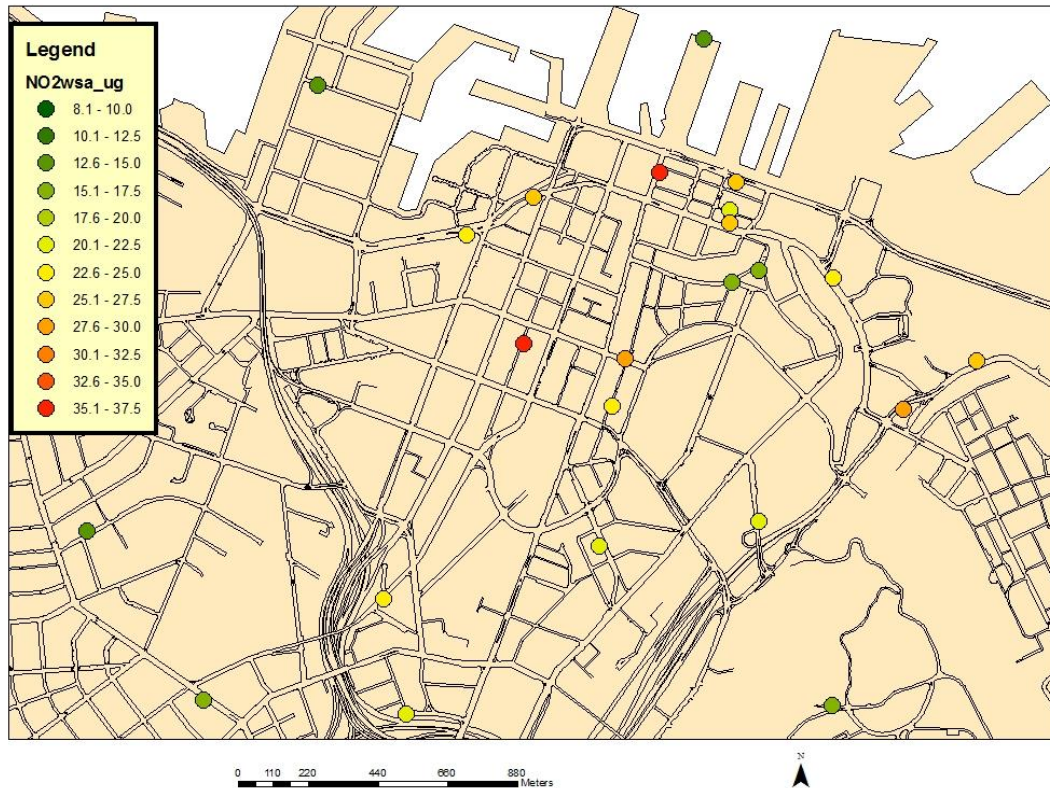 Legend
NO2wsa_ug
8.1 - 10.0
10.1 - 12.5
12.6 - 15.0
15.1 - 17.5
17.6 - 20.0
20.1 - 22.5
22.6 - 25.0
25.1 - 27.5
27.6 - 30.0
30.1 - 32.5
32.6 - 35.0
35.1 - 37.5
N
0 110 220 440 660 880
Meters